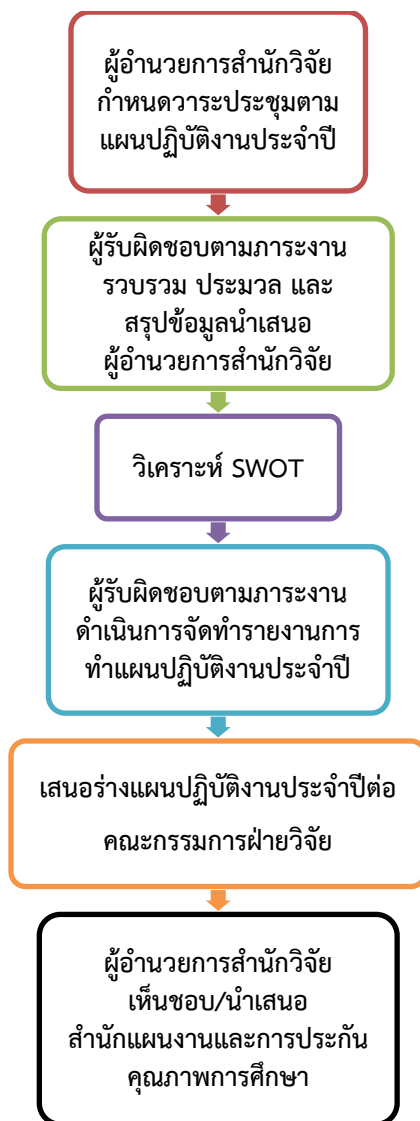 ผู้อำนวยการสำนักวิจัย
กำหนดวาระประชุมตาม
แผนปฏิบัติงานประจำปี
ผู้รับผิดชอบตามภาระงาน
รวบรวม ประมวล และ
สรุปข้อมูลนำเสนอ
ผู้อำนวยการสำนักวิจัย
วิเคราะห์ SWOT
ผู้รับผิดชอบตามภาระงาน
ดำเนินการจัดทำรายงานการ
ทำแผนปฏิบัติงานประจำปี
เสนอร่างแผนปฏิบัติงานประจำปีต่อ
คณะกรรมการฝ่ายวิจัย
ผู้อำนวยการสำนักวิจัย
เห็นชอบ/นำเสนอ
สำนักแผนงานและการประกัน
คุณภาพการศึกษา